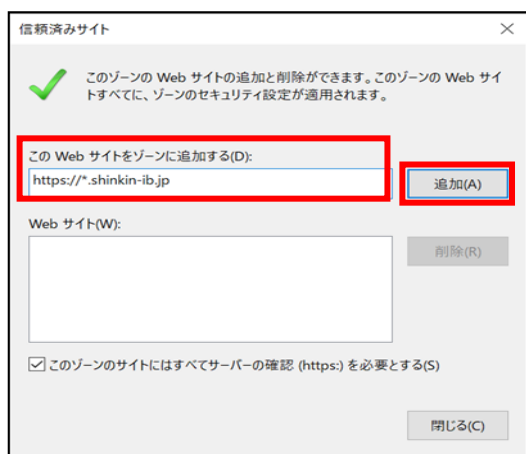 信頼済みサイト
このゾーンの Web サイトの追加と削除ができます。このゾーンの Web サイ
トすべてに、ゾーンのセキュリティ設定が適用されます。
この Web サイトをゾーンに追加する(D):
https://*.shinkin-ib.jp
追加(A)
Web サイト(W):
削除(R)
このゾーンのサイトにはすべてサーバーの確認 (https:) を必要とする(S)
閉じる(C)